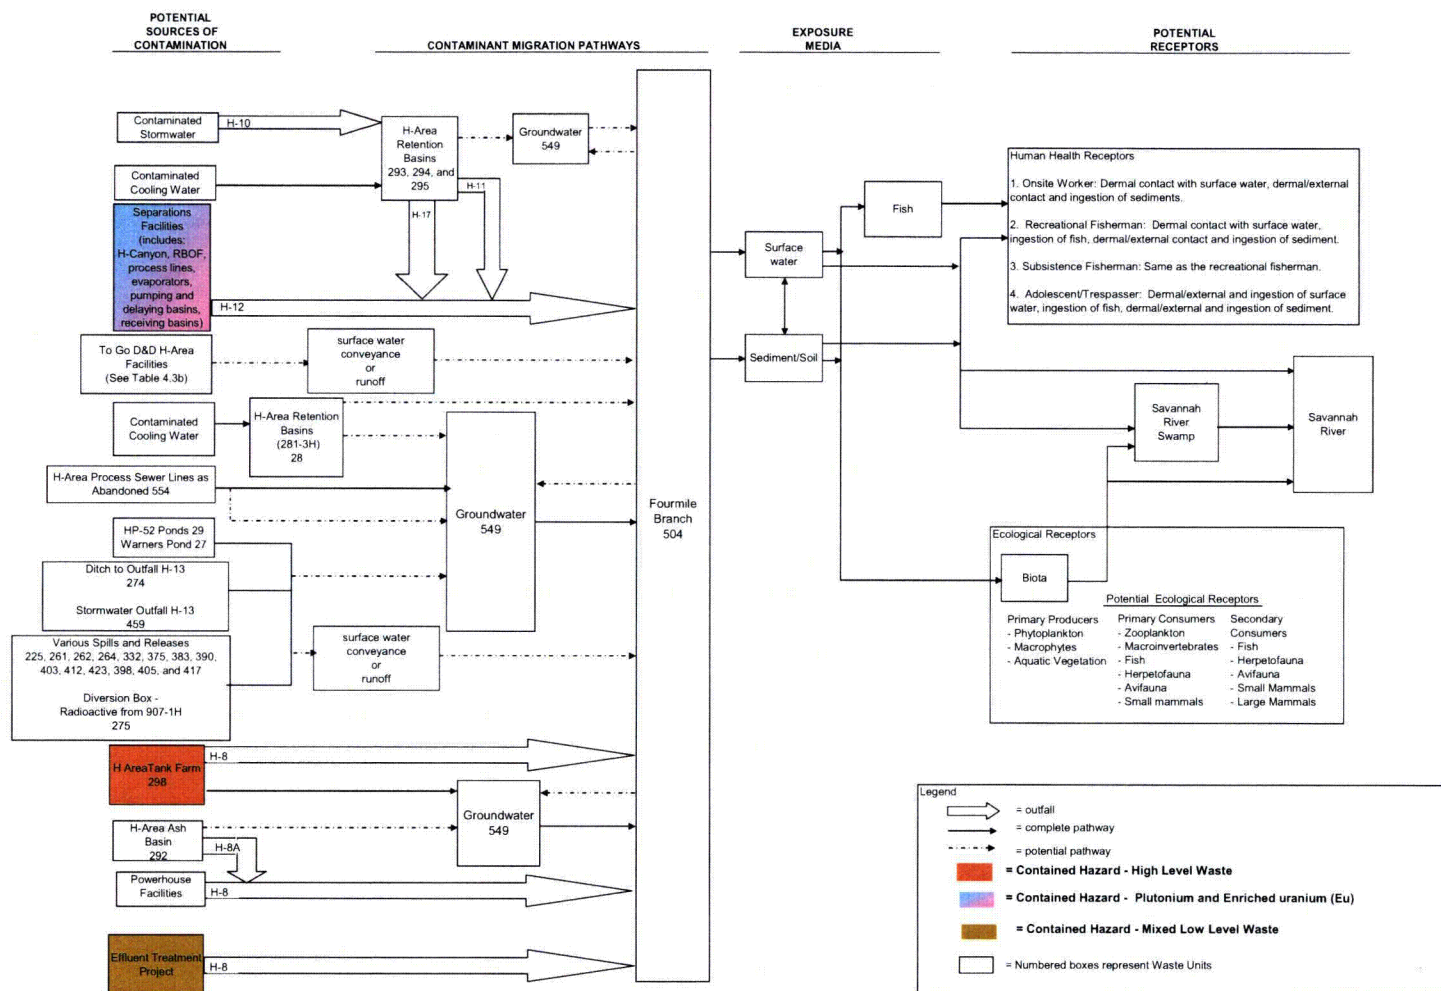 POTENTIAL
SOURCES OF
CONTAMINATION
CONTAMINANT MIGRATION PATHWAYS
EXPOSURE
MEDIA
POTENTIAL
RECEPTORS
Contaminated
Stormwater
H-10
H-Area
Retention
Basins
293, 294, and
295
Groundwater
549
Contaminated
Cooling Water
H-11
H-17
Separations
Facilities
(includes:
H-Canyon, RBOF,
process lines,
evaporators,
pumping and
delaying basins,
receiving basins)
H-12
To Go D&D H-Area
Facilities
(See Table 4.3b)
surface water
conveyance
or
runoff
Contaminated
Cooling Water
H-Area Retention
Basins
(281-3H)
28
H-Area Process Sewer Lines as
Abandoned 554
Groundwater
549
HP-52 Ponds 29
Warners Pond 27
Ditch to Outfall H-13
274
Stormwater Outfall H-13
459
Various Spills and Releases
225, 261, 262, 264, 332, 375, 383, 390,
403, 412, 423, 398, 405, and 417
Diversion Box -
Radioactive from 907-1H
275
surface water
conveyance
or
runoff
H AreaTank Farm
298
H-8
Groundwater
549
H-Area Ash
Basin
292
H-8A
Powerhouse
Facilities
H-8
Effluent Treatment
Project
H-8
Fourmile
Branch
504
Surface
water
Sediment/Soil
Fish
Human Health Receptors
1. Onsite Worker: Dermal contact with surface water, dermal/external
contact and ingestion of sediments.
2. Recreational Fisherman: Dermal contact with surface water,
ingestion of fish, dermal/external contact and ingestion of sediment.
3. Subsistence Fisherman: Same as the recreational fisherman.
4. Adolescent/Trespasser: Dermal/external and ingestion of surface
water, ingestion of fish, dermal/external and ingestion of sediment.
Savannah
River
Swamp
Savannah
River
Ecological Receptors
Biota
Potential Ecological Receptors
Primary Producers
- Phytoplankton
- Macrophytes
- Aquatic Vegetation
Primary Consumers
- Zooplankton
- Macroinvertebrates
- Fish
- Herpetofauna
- Avifauna
- Small mammals
Secondary
Consumers
- Fish
- Herpetofauna
- Avifauna
- Small Mammals
- Large Mammals
Legend
= outfall
= complete pathway
= potential pathway
= Contained Hazard - High Level Waste
= Contained Hazard - Plutonium and Enriched uranium (Eu)
= Contained Hazard - Mixed Low Level Waste
= Numbered boxes represent Waste Units